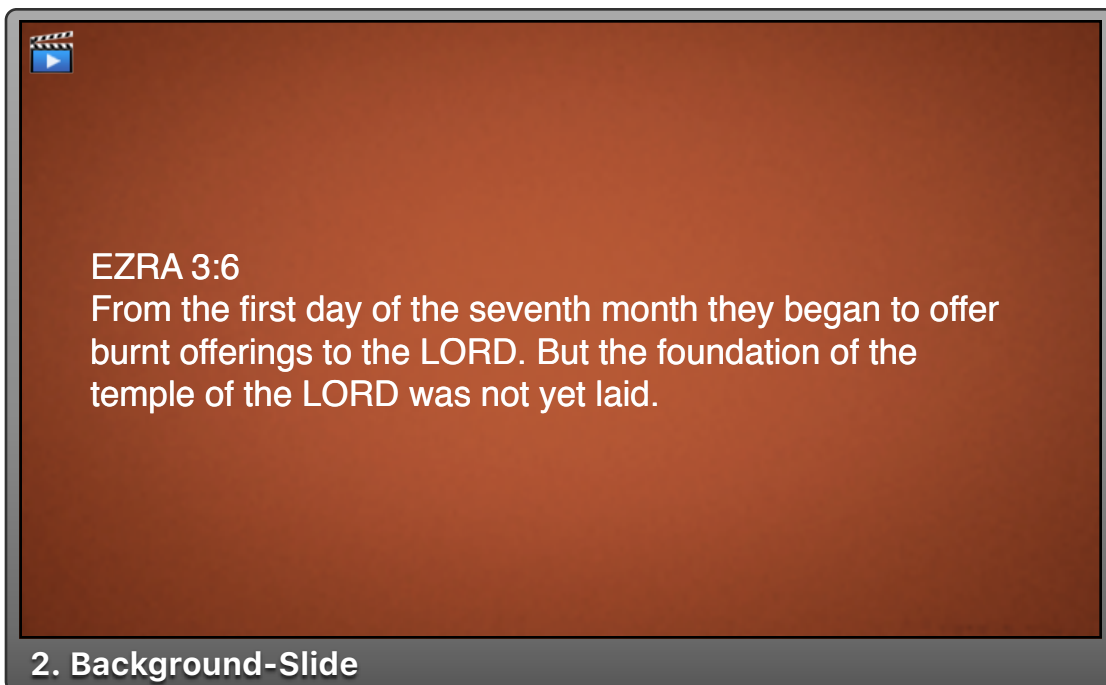 EZRA 3:6
From the first day of the seventh month they began to offer
burnt offerings to the LORD. But the foundation of the
temple of the LORD was not yet laid.
2. Background-Slide